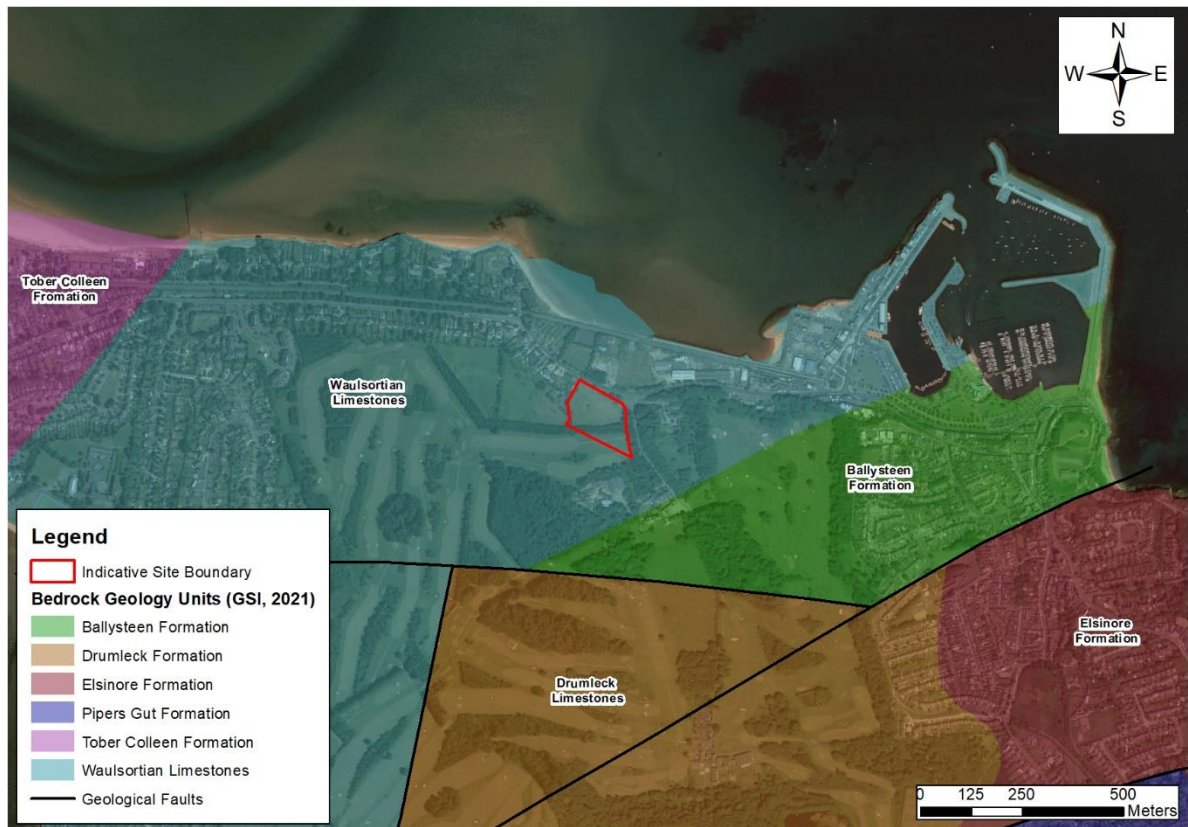 N
W E
S
Tober Colleen
Fromation
Waulsortian
Limestones
Ballysteen
Formation
Elsinore
Formation
Drumleck
Limestones
Legend
Indicative Site Boundary
Bedrock Geology Units (GSI, 2021)
Ballysteen Formation
Drumleck Formation
Elsinore Formation
Pipers Gut Formation
Tober Colleen Formation
Waulsortian Limestones
Geological Faults
0 125 250 500
Meters